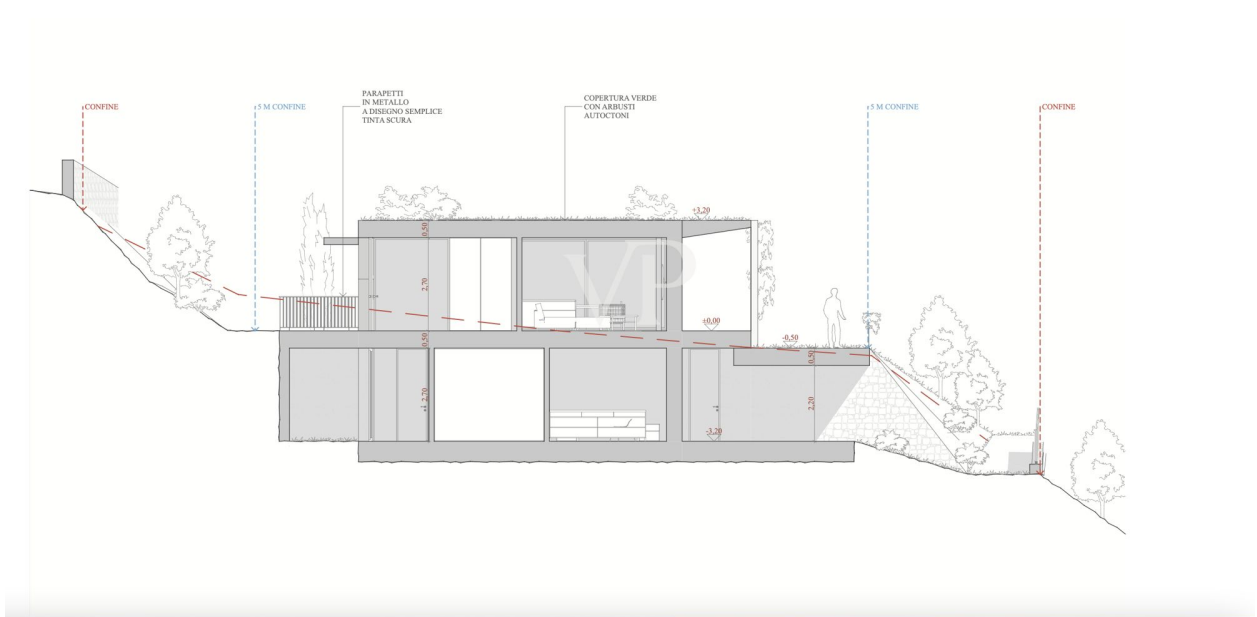 PARAPETTI
IN METALLO
A DISEGNO SEMPLICE
TINTA SCURA
COPERTURA VERDE
CON ARBUSTI
AUTOCTONI
CONFINE
5 M CONFINE
5 M CONFINE
CONFINE
+3,20
0,50
2,70
VP
±0,00
-0,50
0,50
0,50
2,70
2,20
-3,20